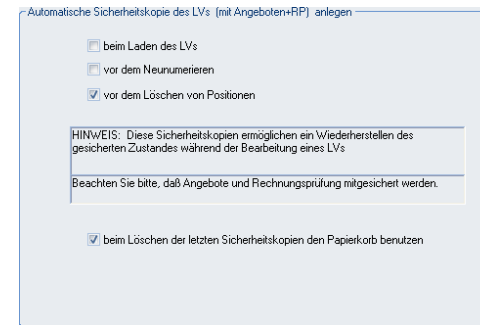 Automatische Sicherheitskopie des LVs (mit Angeboten+RP) anlegen
beim Laden des LVs
vor dem Neunumerieren
vor dem Löschen von Positionen
HINWEIS: Diese Sicherheitskopien ermöglichen ein Wiederherstellen des
gesicherten Zustandes während der Bearbeitung eines LVs
Beachten Sie bitte, daß Angebote und Rechnungsprüfung mitgesichert werden.
beim Löschen der letzten Sicherheitskopien den Papierkorb benutzen